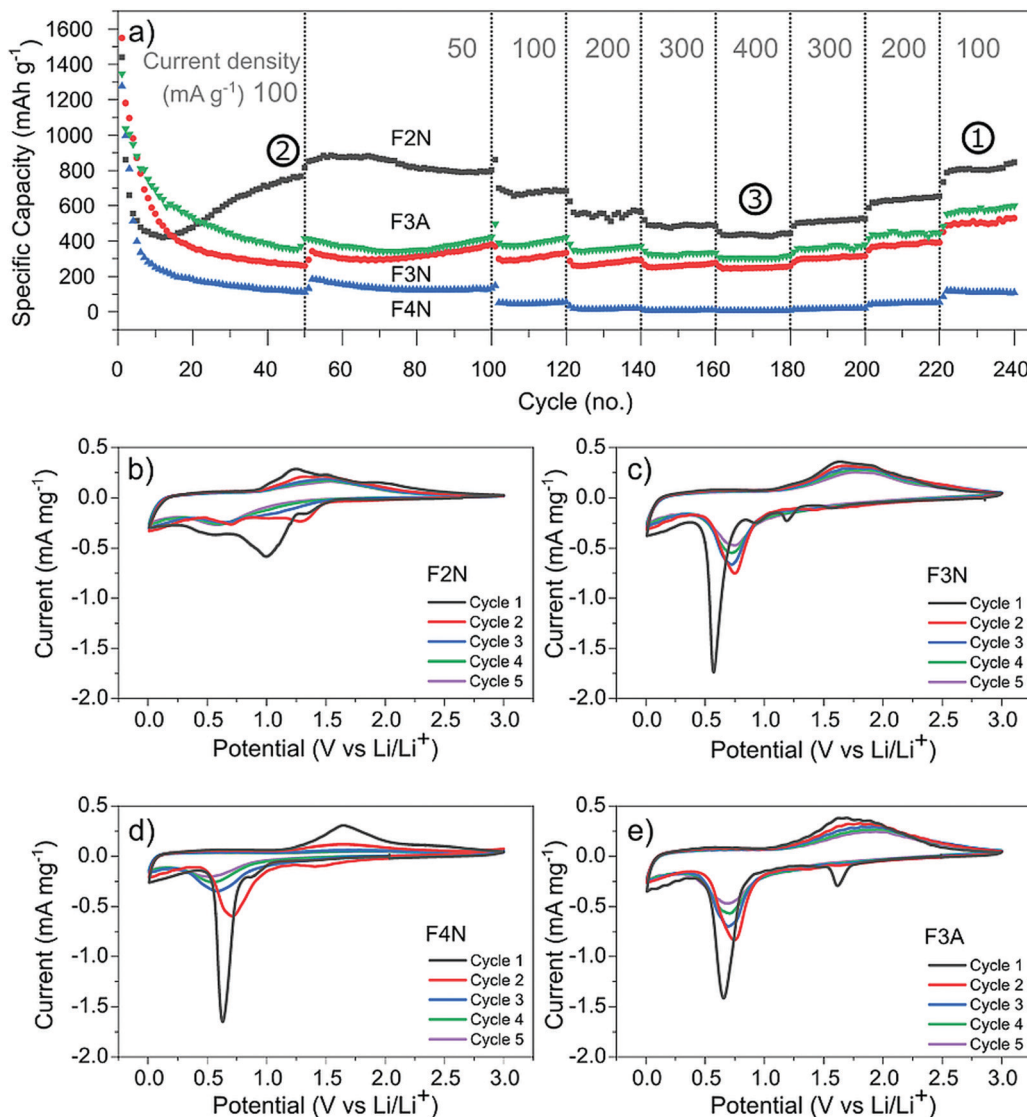 a)
Current density
(mA g⁻¹) 100
50
100
200
300
400
300
200
100
②
F2N
③
①
F3A
F3N
F4N
1600
1400
1200
1000
800
600
400
200
0
Specific Capacity (mAh g⁻¹)
0 20 40 60 80 100 120 140 160 180 200 220 240
Cycle (no.)
b)
0.5
0.0
-0.5
-1.0
-1.5
-2.0
Current (mA mg⁻¹)
F2N
Cycle 1
Cycle 2
Cycle 3
Cycle 4
Cycle 5
0.0 0.5 1.0 1.5 2.0 2.5 3.0
Potential (V vs Li/Li⁺)
c)
0.5
0.0
-0.5
-1.0
-1.5
-2.0
Current (mA mg⁻¹)
F3N
Cycle 1
Cycle 2
Cycle 3
Cycle 4
Cycle 5
0.0 0.5 1.0 1.5 2.0 2.5 3.0
Potential (V vs Li/Li⁺)
d)
0.5
0.0
-0.5
-1.0
-1.5
-2.0
Current (mA mg⁻¹)
F4N
Cycle 1
Cycle 2
Cycle 3
Cycle 4
Cycle 5
0.0 0.5 1.0 1.5 2.0 2.5 3.0
Potential (V vs Li/Li⁺)
e)
0.5
0.0
-0.5
-1.0
-1.5
-2.0
Current (mA mg⁻¹)
F3A
Cycle 1
Cycle 2
Cycle 3
Cycle 4
Cycle 5
0.0 0.5 1.0 1.5 2.0 2.5 3.0
Potential (V vs Li/Li⁺)